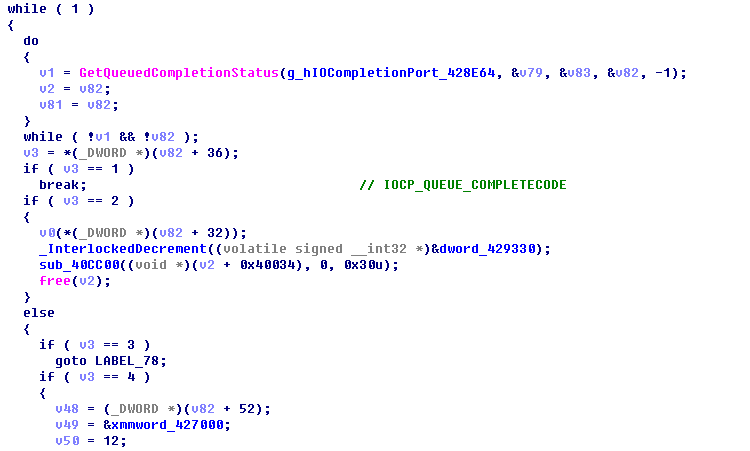 while ( 1 )
{
do
{
v1 = GetQueuedCompletionStatus(g_hIOCompletionPort_428E64, &v79, &v83, &v82, -1);
v2 = v82;
v81 = v82;
}
while ( !v1 && !v82 );
v3 = *(_DWORD *)(v82 + 36);
if ( v3 == 1 )
break; // IOCP_QUEUE_COMPLETECODE
if ( v3 == 2 )
{
v0(*(_DWORD *)(v82 + 32));
_InterlockedDecrement((volatile signed __int32 *)&dword_429330);
sub_40CC00((void *)(v2 + 0x40034), 0, 0x30u);
free(v2);
}
else
{
if ( v3 == 3 )
goto LABEL_78;
if ( v3 == 4 )
{
v48 = (_DWORD *)(v82 + 52);
v49 = &xmmword_427000;
v50 = 12;